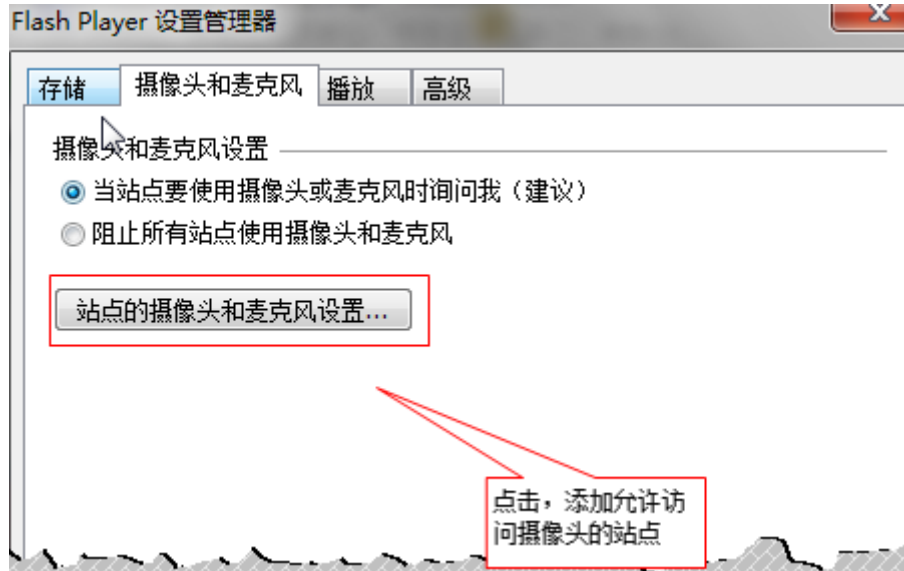 Flash Player 设置管理器
存储 摄像头和麦克风 播放 高级
摄像头和麦克风设置
当站点要使用摄像头或麦克风时询问我（建议）
阻止所有站点使用摄像头和麦克风
站点的摄像头和麦克风设置...
点击，添加允许访
问摄像头的站点